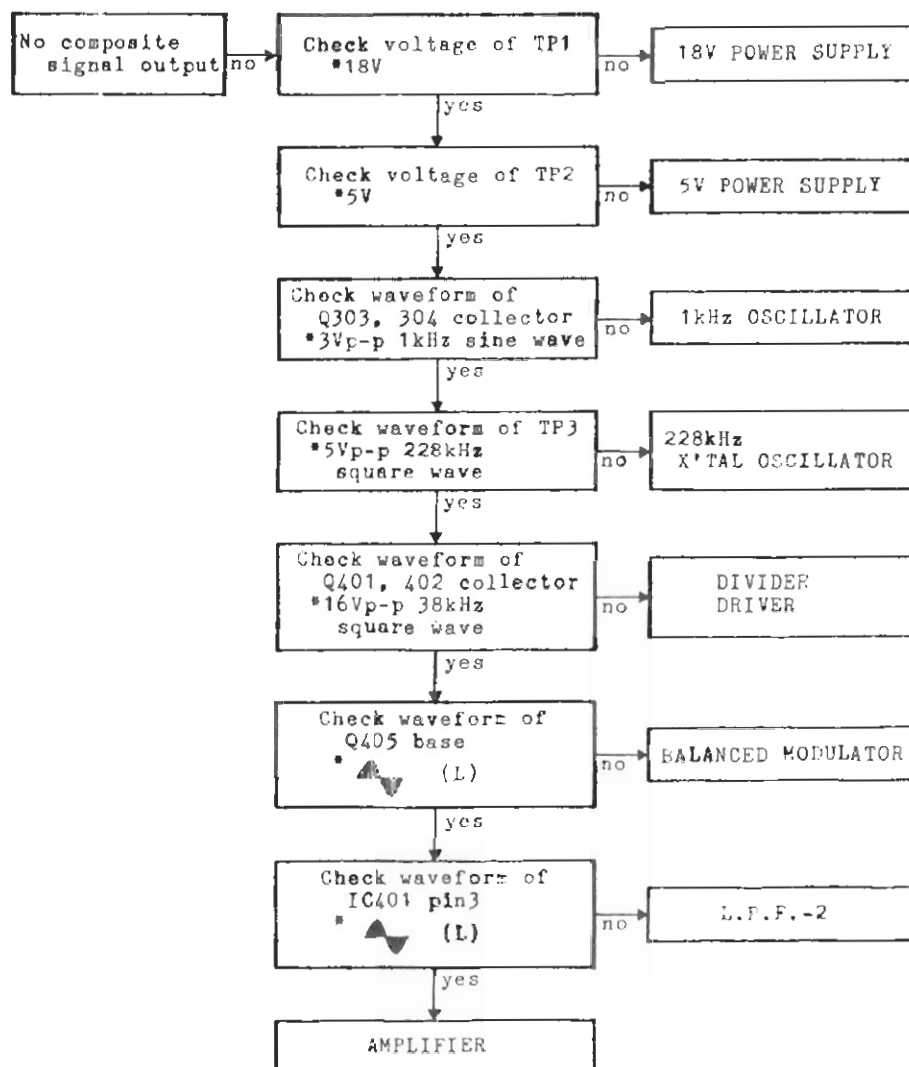 No composite
signal output
no
Check voltage of TP1
*18V
no
18V POWER SUPPLY
yes
Check voltage of TP2
*5V
no
5V POWER SUPPLY
yes
Check waveform of
Q303, 304 collector
*3Vp-p 1kHz sine wave
no
1kHz OSCILLATOR
yes
Check waveform of TP3
*5Vp-p 228kHz
square wave
no
228kHz
X'TAL OSCILLATOR
yes
Check waveform of
Q401, 402 collector
*16Vp-p 38kHz
square wave
no
DIVIDER
DRIVER
yes
Check waveform of
Q405 base
* (L)
no
BALANCED MODULATOR
yes
Check waveform of
IC401 pin3
* (L)
no
L.P.F.-2
yes
AMPLIFIER